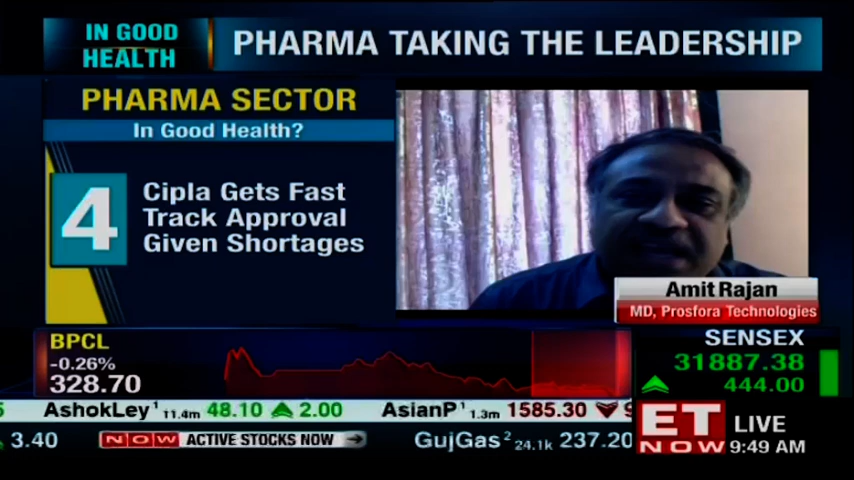 IN GOOD
HEALTH
PHARMA TAKING THE LEADERSHIP
PHARMA SECTOR
In Good Health?
4
Cipla Gets Fast
Track Approval
Given Shortages
Amit Rajan
MD, Prosfora Technologies
BPCL
-0.26%
328.70
SENSEX
31887.38
444.00
AshokLey¹ 11.4m 48.10 2.00 AsianP¹ 1.3m 1585.30
3.40 NOW ACTIVE STOCKS NOW GujGas² 24.1k 237.20
ET
NOW
LIVE
9:49 AM